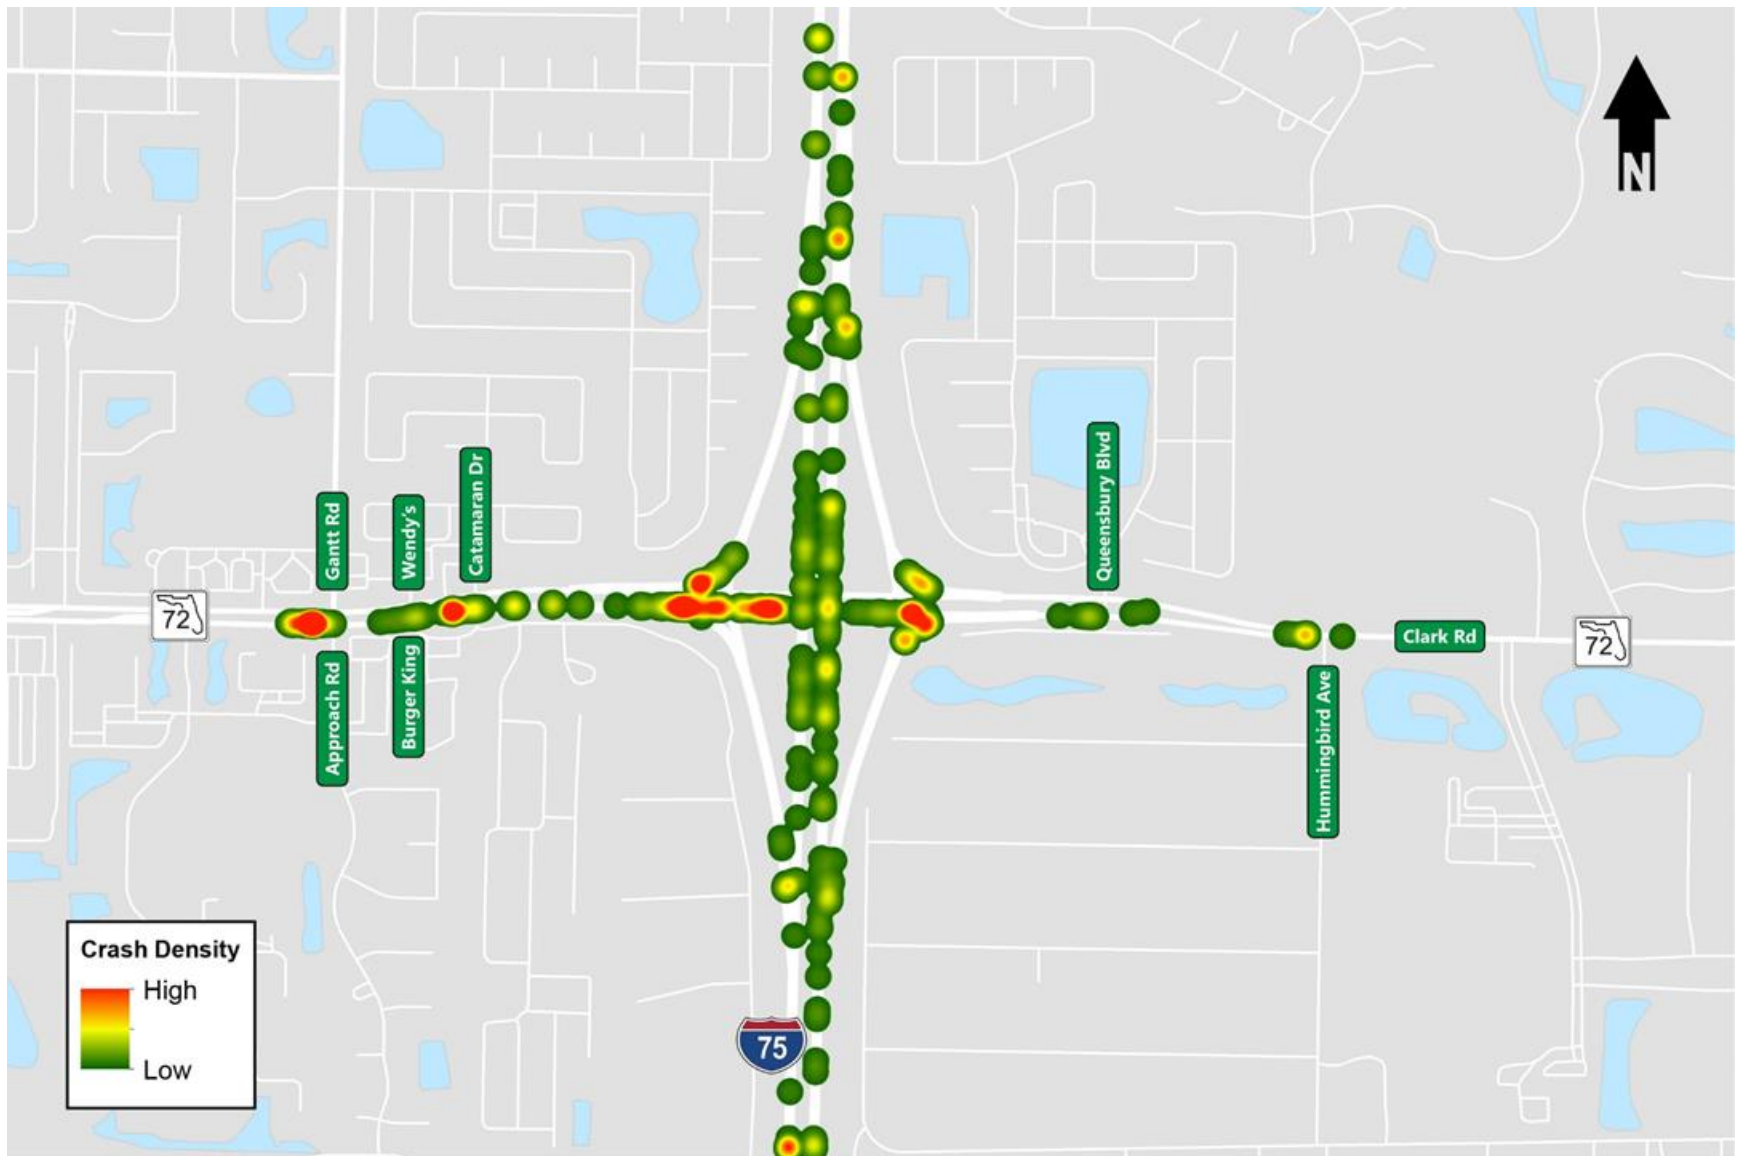 N
Queensbury Blvd
Catamaran Dr
Gantt Rd
Wendy's
72
Clark Rd
72
Approach Rd
Burger King
Hummingbird Ave
Crash Density
High
Low
75